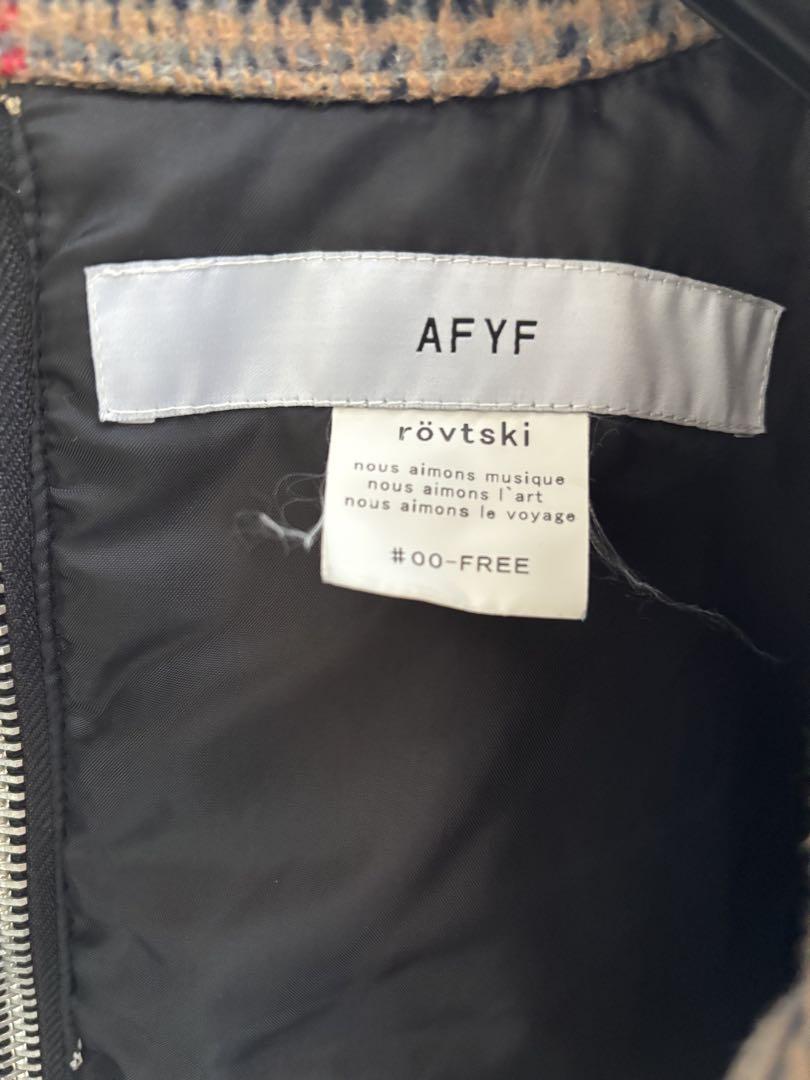 AFYF
rövtski
nous aimons musique
nous aimons l`art
nous aimons le voyage
#00-FREE